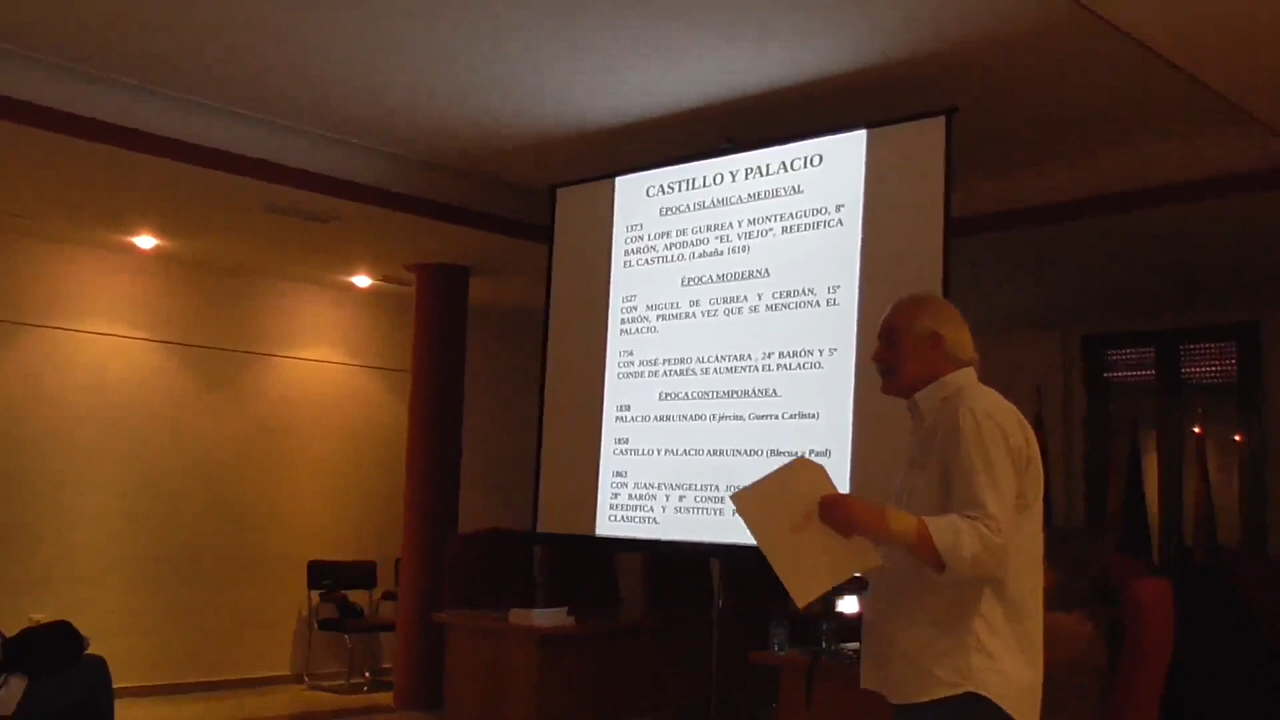 CASTILLO Y PALACIO
ÉPOCA ISLÁMICA-MEDIEVAL
1373
CON LOPE DE GURREA Y MONTEAGUDO, 8º
BARÓN, APODADO "EL VIEJO", REEDIFICA
EL CASTILLO. (Labaña 1610)
ÉPOCA MODERNA
1527
CON MIGUEL DE GURREA Y CERDÁN, 15º
BARÓN, PRIMERA VEZ QUE SE MENCIONA EL
PALACIO.
1756
CON JOSÉ-PEDRO ALCÁNTARA , 24º BARÓN Y 5º
CONDE DE ATARÉS, SE AUMENTA EL PALACIO.
ÉPOCA CONTEMPORÁNEA
1838
PALACIO ARRUINADO (Ejército, Guerra Carlista)
1850
CASTILLO Y PALACIO ARRUINADO (Blecua y Paul)
1863
CON JUAN-EVANGELISTA
28º BARÓN Y 8º CONDE
REEDIFICA Y SUSTITUYE
CLASICISTA.